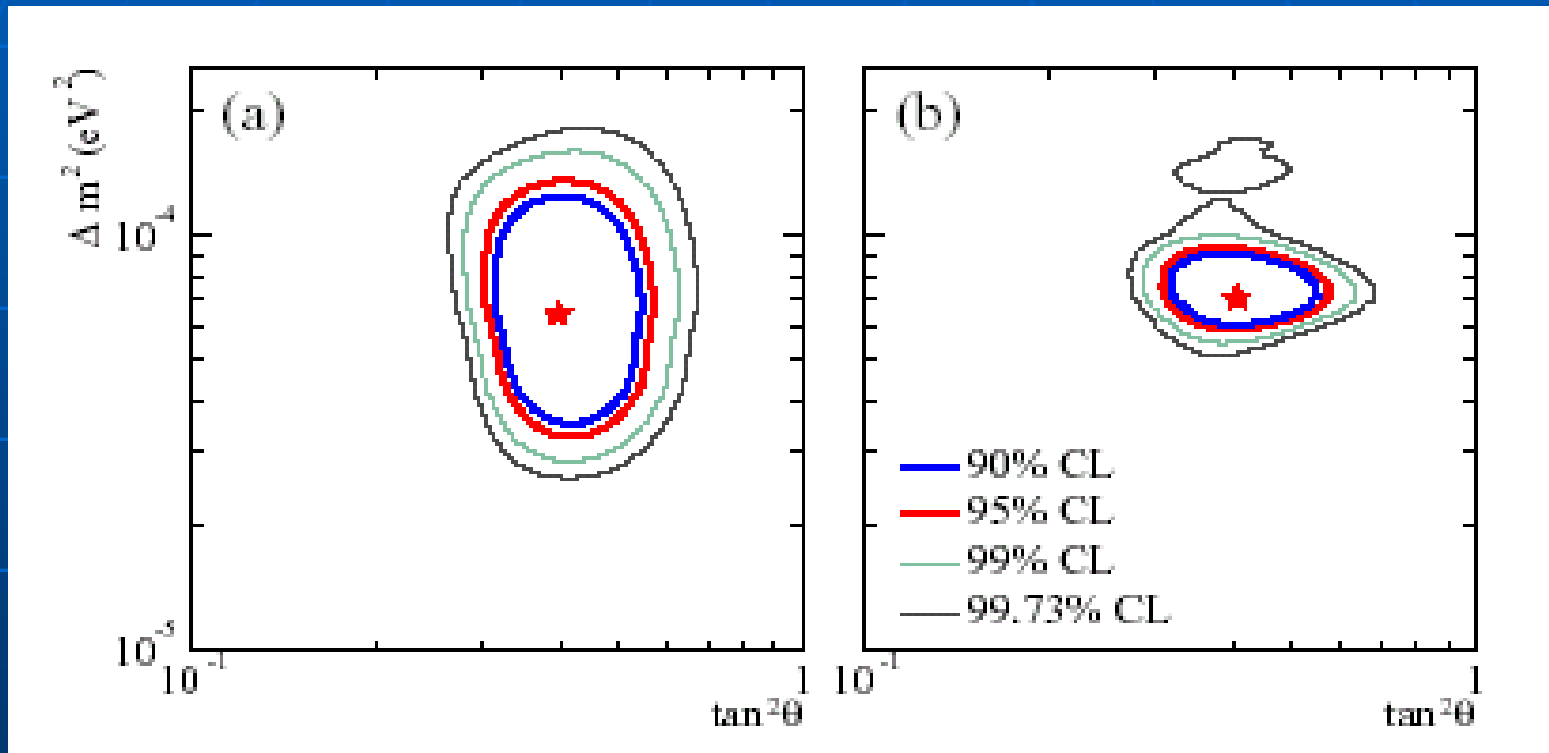 (a)
(b)
Δ m² (eV²)
10⁻⁴
10⁻⁵
10⁻¹
1
tan²θ
10⁻¹
1
tan²θ
90% CL
95% CL
99% CL
99.73% CL